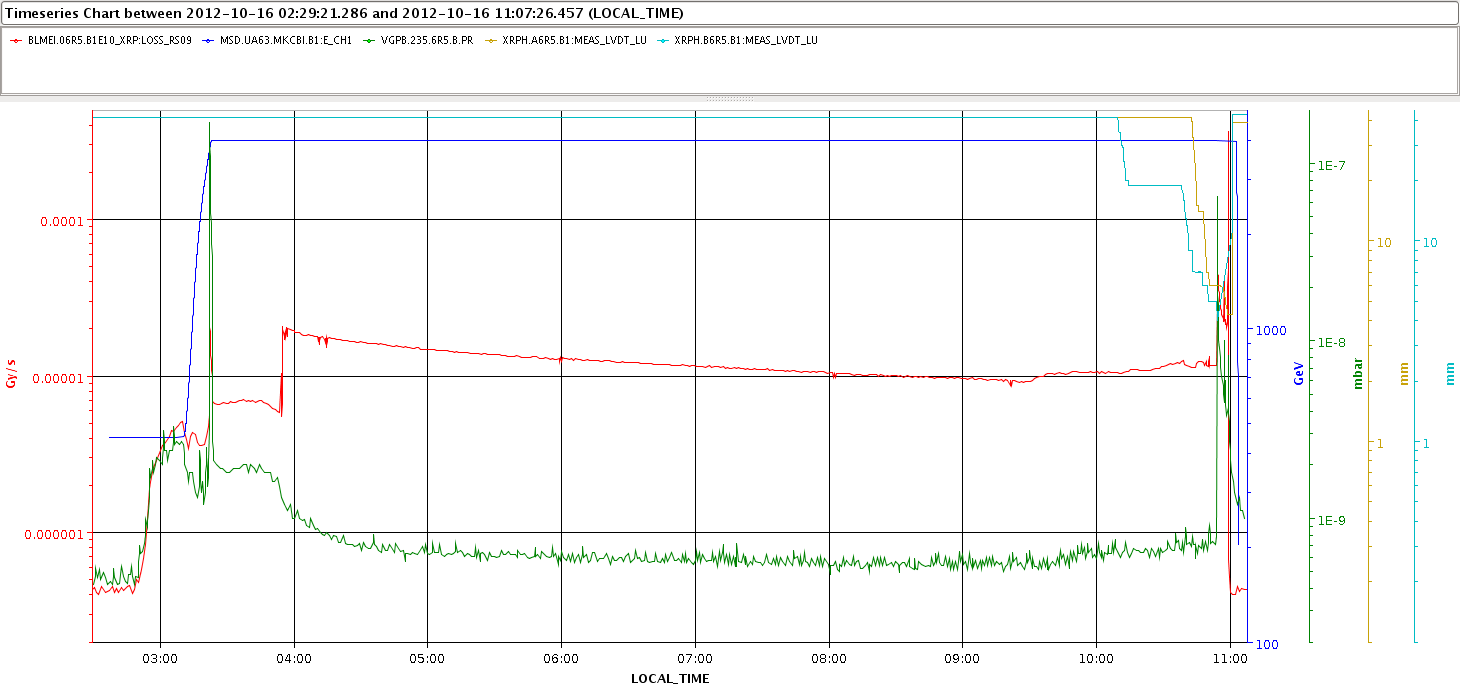 Timeseries Chart between 2012-10-16 02:29:21.286 and 2012-10-16 11:07:26.457 (LOCAL_TIME)
BLMEI.06R5.B1E10_XRP:LOSS_RS09 MSD.UA63.MKCBI.B1:E_CH1 VGPB.235.6R5.B.PR XRPH.A6R5.B1:MEAS_LVDT_LU XRPH.B6R5.B1:MEAS_LVDT_LU
0.0001
0.00001
0.000001
Gy/s
1000
100
GeV
1E-7
1E-8
1E-9
mbar
10
1
mm
10
1
mm
03:00 04:00 05:00 06:00 07:00 08:00 09:00 10:00 11:00
LOCAL_TIME